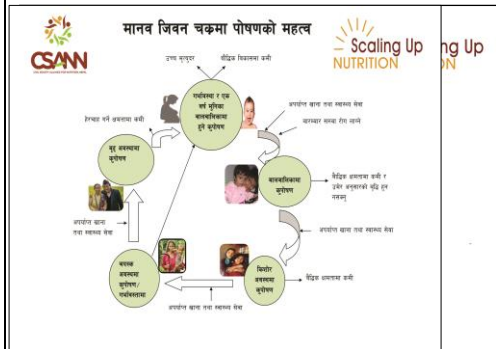 मानव जिवन चक्रमा पोषणको महत्व
CSANN
Scaling Up
NUTRITION
ng Up
ON
उच्च मृत्युदर
वौद्धिक विकासमा कमी
गर्भावस्था र एक
वर्ष मुनिका
बालबालिकामा
हुने कुपोषण
अपर्याप्त खाना तथा स्वास्थ्य सेवा
बारम्बार सरुवा रोग लाग्ने
हेरचाह गर्ने क्षमतामा कमी
वृद्ध अवस्थामा
कुपोषण
बालबालिकामा
कुपोषण
वौद्धिक क्षमतामा कमी र
उमेर अनुसारको वृद्धि हुन
नसक्नु
अपर्याप्त खाना
तथा स्वास्थ्य सेवा
अपर्याप्त खाना तथा स्वास्थ्य सेवा
वयस्क
अवस्थामा
कुपोषण/
गर्भावस्तामा
किशोर
अवस्थामा
कुपोषण
वौद्धिक क्षमतामा कमी
अपर्याप्त खाना तथा स्वास्थ्य सेवा